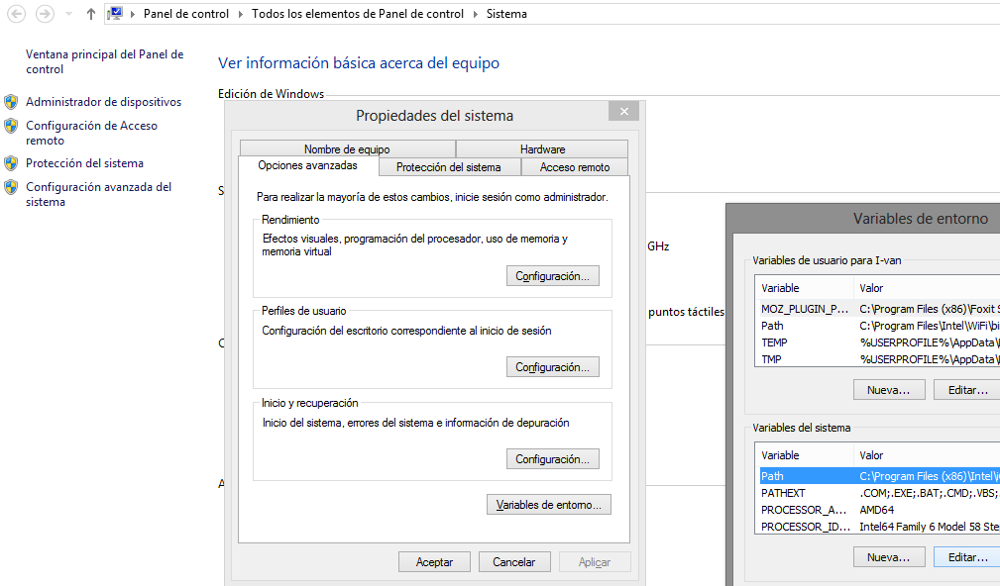 Panel de control Todos los elementos de Panel de control Sistema
Ventana principal del Panel de
control
Administrador de dispositivos
Configuración de Acceso
remoto
Protección del sistema
Configuración avanzada del
sistema
Ver información básica acerca del equipo
Edición de Windows
S
GHz
puntos táctiles
C
A
Propiedades del sistema
Nombre de equipo Hardware
Opciones avanzadas Protección del sistema Acceso remoto
Para realizar la mayoría de estos cambios, inicie sesión como administrador.
Rendimiento
Efectos visuales, programación del procesador, uso de memoria y
memoria virtual
Configuración...
Perfiles de usuario
Configuración del escritorio correspondiente al inicio de sesión
Configuración...
Inicio y recuperación
Inicio del sistema, errores del sistema e información de depuración
Configuración...
Variables de entorno...
Aceptar Cancelar Aplicar
Variables de entorno
Variables de usuario para I-van
Variable Valor
MOZ_PLUGIN_P... C:\Program Files (x86)\Foxit S
Path C:\Program Files\Intel\WiFi\bi
TEMP %USERPROFILE%\AppData\
TMP %USERPROFILE%\AppData\
Nueva... Editar...
Variables del sistema
Variable Valor
Path C:\Program Files (x86)\Intel\
PATHEXT .COM;.EXE;.BAT;.CMD;.VBS;
PROCESSOR_A... AMD64
PROCESSOR_ID... Intel64 Family 6 Model 58 Ste
Nueva... Editar...